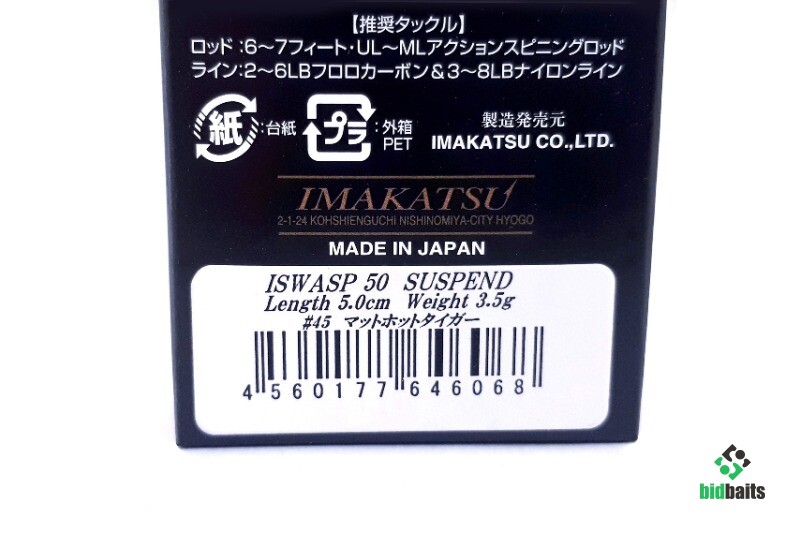 【推奨タックル】
ロッド:6〜7フィート・UL〜MLアクションスピニングロッド
ライン:2〜6LBフロロカーボン&3〜8LBナイロンライン
紙:台紙
プラ:外箱
PET
製造発売元
IMAKATSU CO.,LTD.
IMAKATSU
2-1-24 KOHSHIENGUCHI NISHINOMIYA-CITY HYOGO
MADE IN JAPAN
ISWASP 50 SUSPEND
Length 5.0cm Weight 3.5g
#45 マットホットタイガー
4560177646068
bidbaits